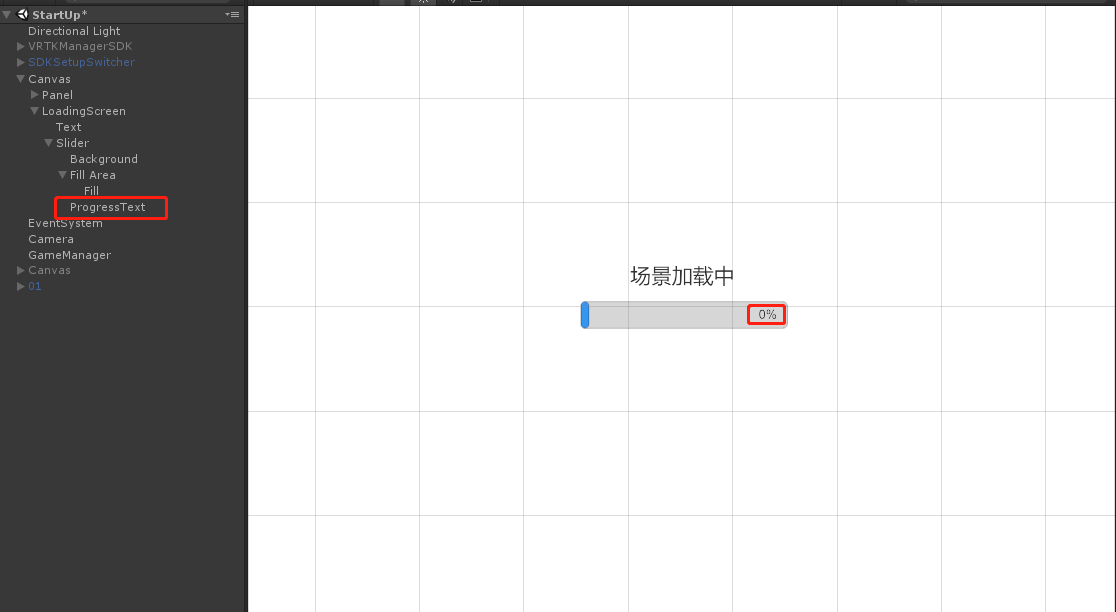 StartUp*
Directional Light
VRTKManagerSDK
SDKSetupSwitcher
Canvas
Panel
LoadingScreen
Text
Slider
Background
Fill Area
Fill
ProgressText
EventSystem
Camera
GameManager
Canvas
01
场景加载中
0%